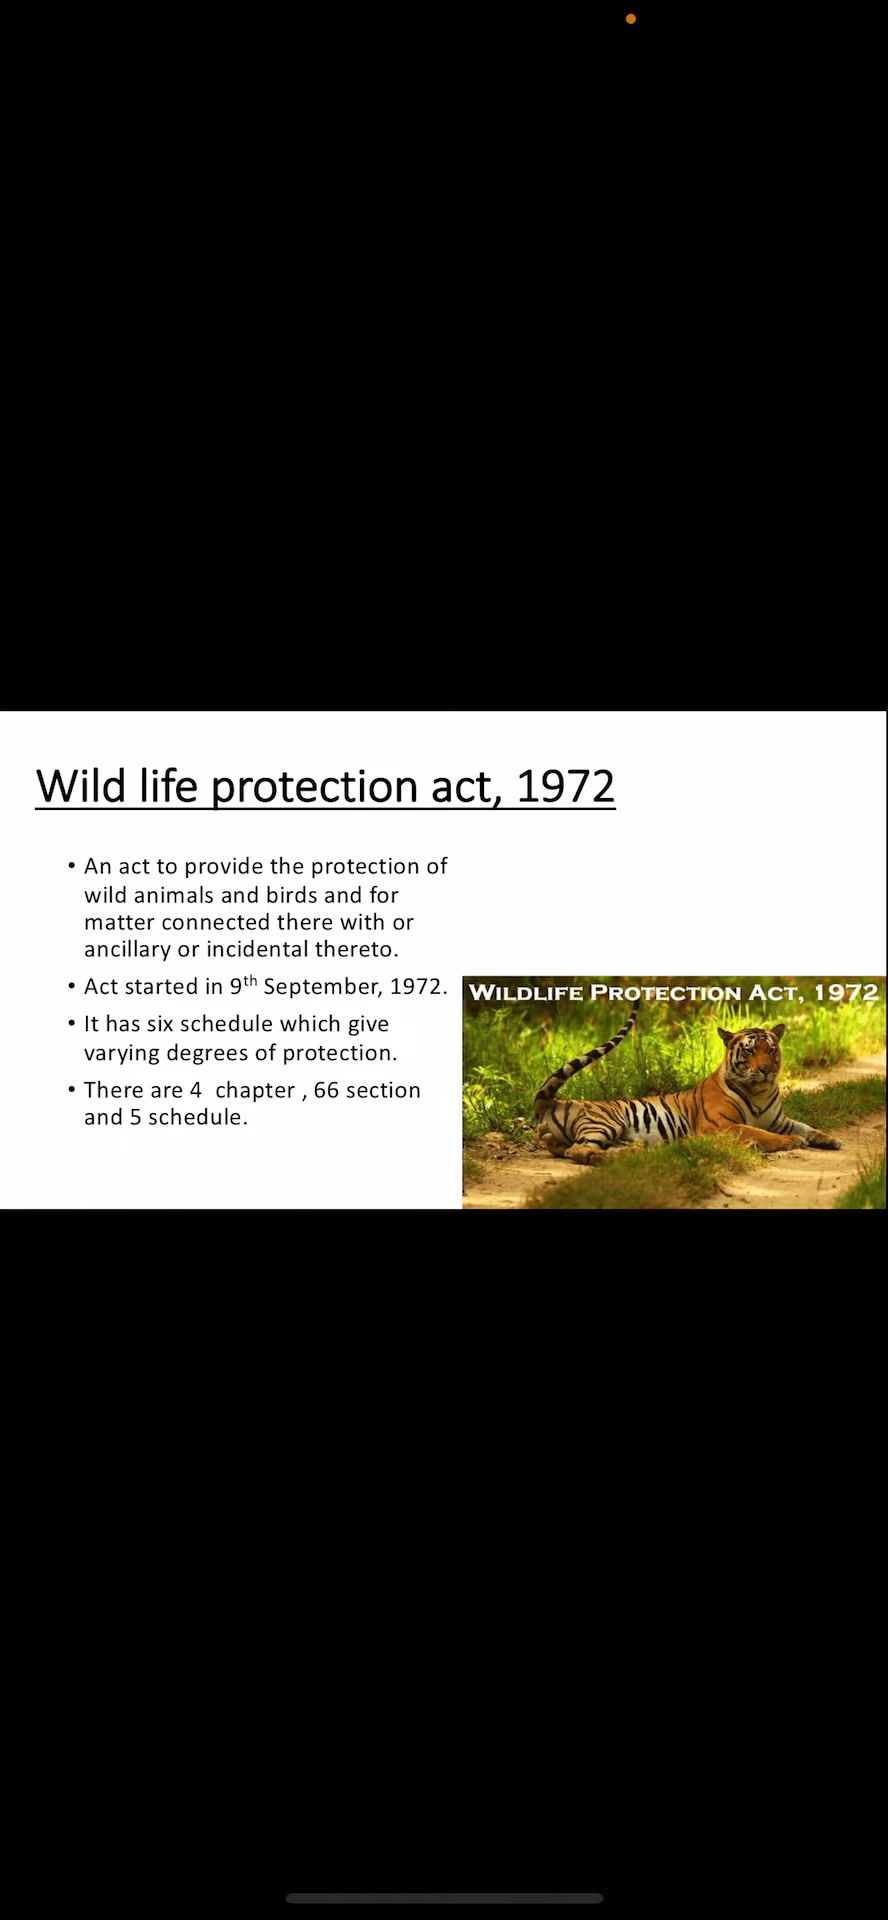 Wild life protection act, 1972
• An act to provide the protection of
wild animals and birds and for
matter connected there with or
ancillary or incidental thereto.
• Act started in 9th September, 1972.
• It has six schedule which give
varying degrees of protection.
• There are 4 chapter , 66 section
and 5 schedule.
WILDLIFE PROTECTION ACT, 1972